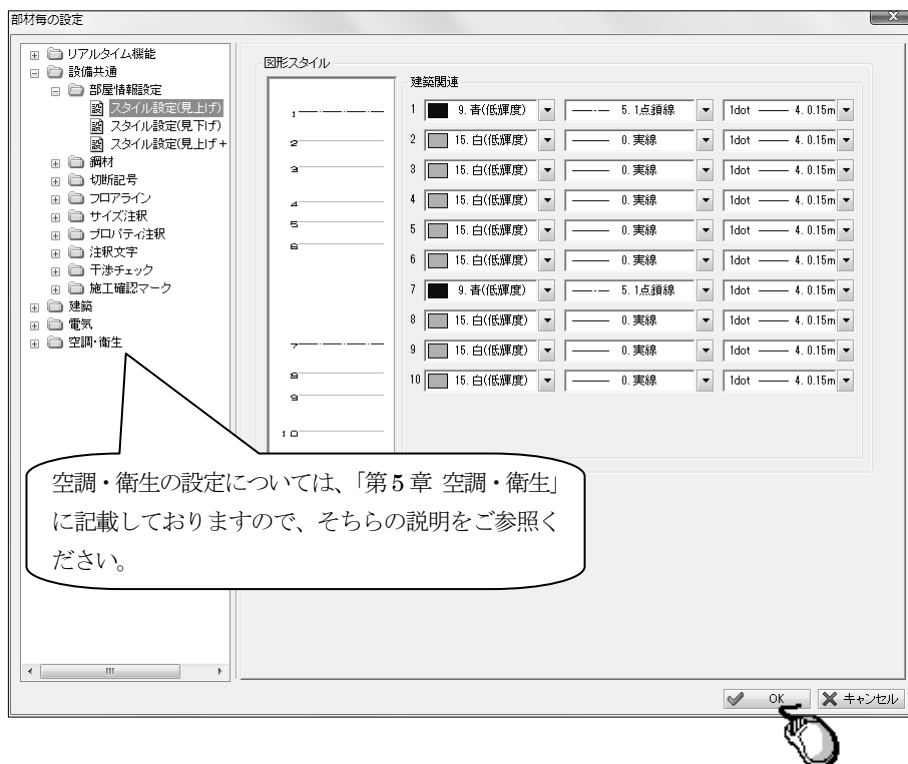 部材毎の設定
リアルタイム機能
設備共通
部屋情報設定
スタイル設定(見上げ)
スタイル設定(見下げ)
スタイル設定(見上げ+
鋼材
切断記号
フロアライン
サイズ注釈
プロパティ注釈
注釈文字
干渉チェック
施工確認マーク
建築
電気
空調・衛生
図形スタイル
1
2
3
4
5
6
7
8
9
10
建築関連
1 9. 青(低輝度) 5. 1点鎖線 1dot 4. 0.15m
2 15. 白(低輝度) 0. 実線 1dot 4. 0.15m
3 15. 白(低輝度) 0. 実線 1dot 4. 0.15m
4 15. 白(低輝度) 0. 実線 1dot 4. 0.15m
5 15. 白(低輝度) 0. 実線 1dot 4. 0.15m
6 15. 白(低輝度) 0. 実線 1dot 4. 0.15m
7 9. 青(低輝度) 5. 1点鎖線 1dot 4. 0.15m
8 15. 白(低輝度) 0. 実線 1dot 4. 0.15m
9 15. 白(低輝度) 0. 実線 1dot 4. 0.15m
10 15. 白(低輝度) 0. 実線 1dot 4. 0.15m
空調・衛生の設定については、「第5章 空調・衛生」
に記載しておりますので、そちらの説明をご参照く
ださい。
OK キャンセル